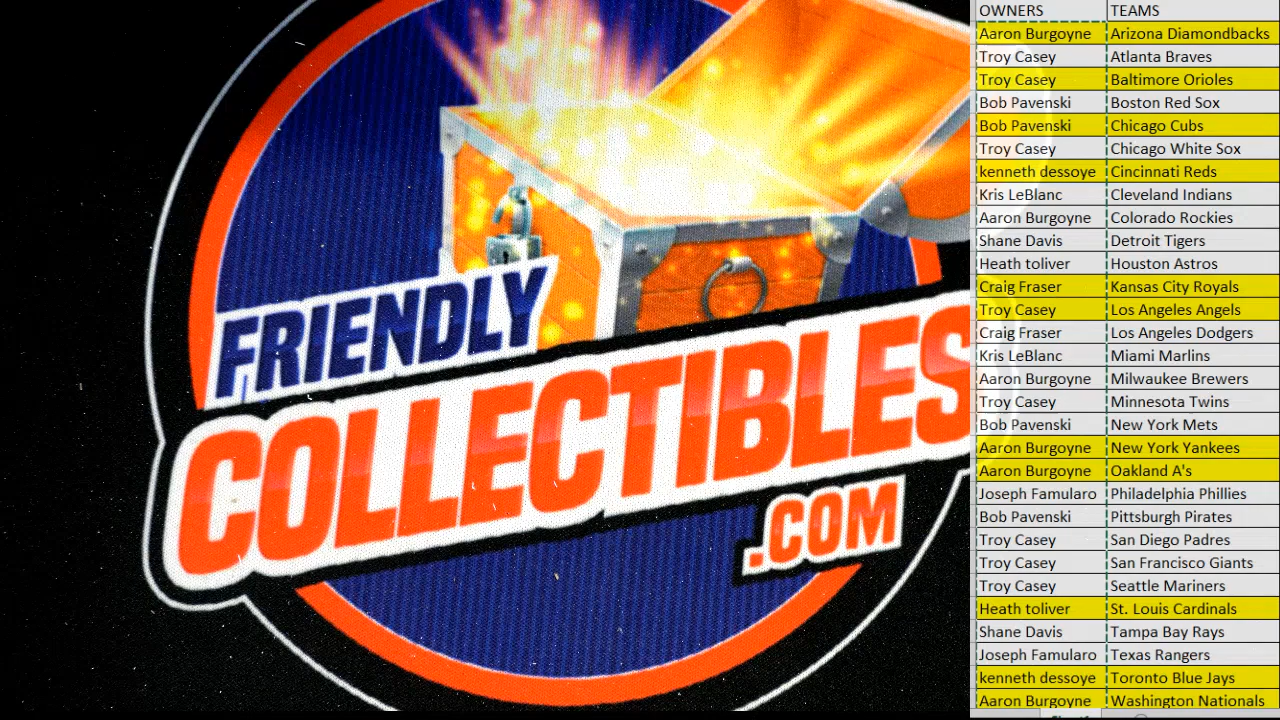 FRIENDLY
COLLECTIBLES
.COM
OWNERS TEAMS
Aaron Burgoyne Arizona Diamondbacks
Troy Casey Atlanta Braves
Troy Casey Baltimore Orioles
Bob Pavenski Boston Red Sox
Bob Pavenski Chicago Cubs
Troy Casey Chicago White Sox
kenneth dessoye Cincinnati Reds
Kris LeBlanc Cleveland Indians
Aaron Burgoyne Colorado Rockies
Shane Davis Detroit Tigers
Heath toliver Houston Astros
Craig Fraser Kansas City Royals
Troy Casey Los Angeles Angels
Craig Fraser Los Angeles Dodgers
Kris LeBlanc Miami Marlins
Aaron Burgoyne Milwaukee Brewers
Troy Casey Minnesota Twins
Bob Pavenski New York Mets
Aaron Burgoyne New York Yankees
Aaron Burgoyne Oakland A's
Joseph Famularo Philadelphia Phillies
Bob Pavenski Pittsburgh Pirates
Troy Casey San Diego Padres
Troy Casey San Francisco Giants
Troy Casey Seattle Mariners
Heath toliver St. Louis Cardinals
Shane Davis Tampa Bay Rays
Joseph Famularo Texas Rangers
kenneth dessoye Toronto Blue Jays
Aaron Burgoyne Washington Nationals